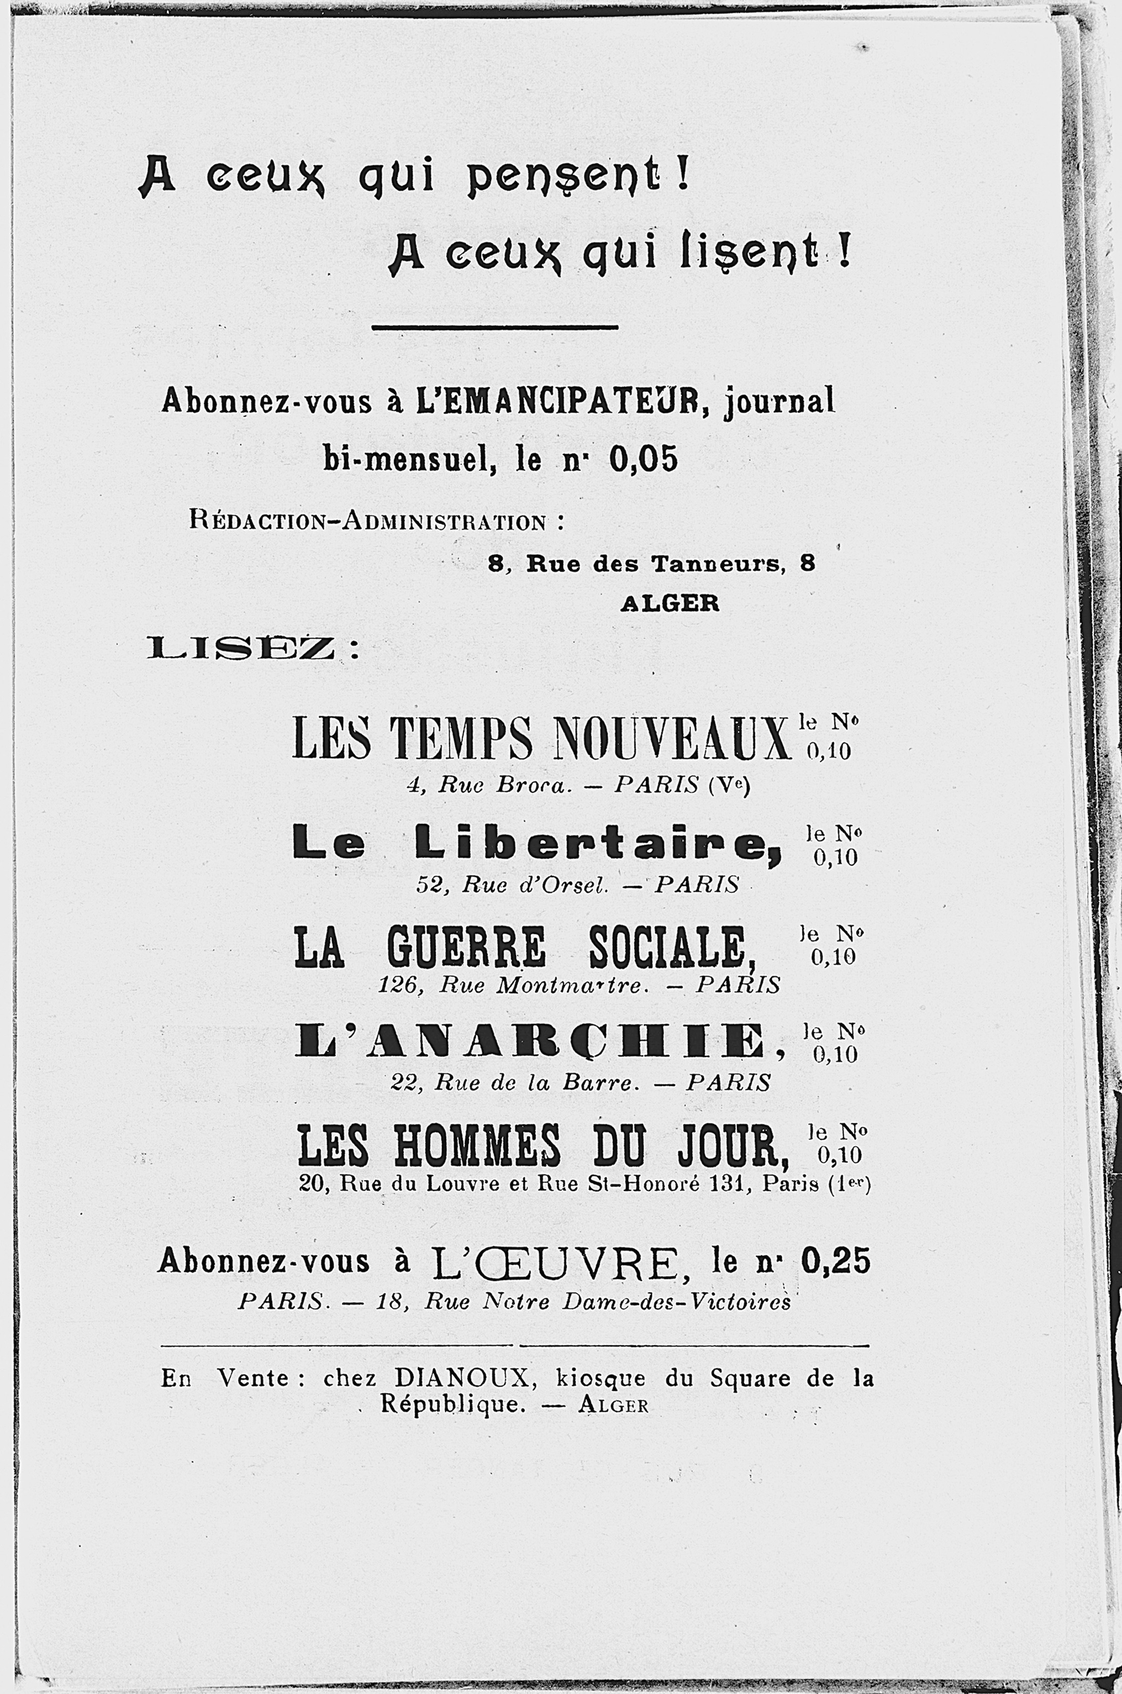 A ceux qui pensent !
A ceux qui lisent !
Abonnez-vous à L'EMANCIPATEUR, journal
bi-mensuel, le n· 0,05
RÉDACTION-ADMINISTRATION :
8, Rue des Tanneurs, 8
ALGER
LISEZ :
LES TEMPS NOUVEAUX le Nº 0,10
4, Rue Broca. — PARIS (Ve)
Le Libertaire, le Nº 0,10
52, Rue d'Orsel. — PARIS
LA GUERRE SOCIALE, le Nº 0,10
126, Rue Montmartre. — PARIS
L'ANARCHIE, le Nº 0,10
22, Rue de la Barre. — PARIS
LES HOMMES DU JOUR, le Nº 0,10
20, Rue du Louvre et Rue St-Honoré 131, Paris (1er)
Abonnez-vous à L'ŒUVRE, le n· 0,25
PARIS. — 18, Rue Notre Dame-des-Victoires
En Vente : chez DIANOUX, kiosque du Square de la
République. — ALGER